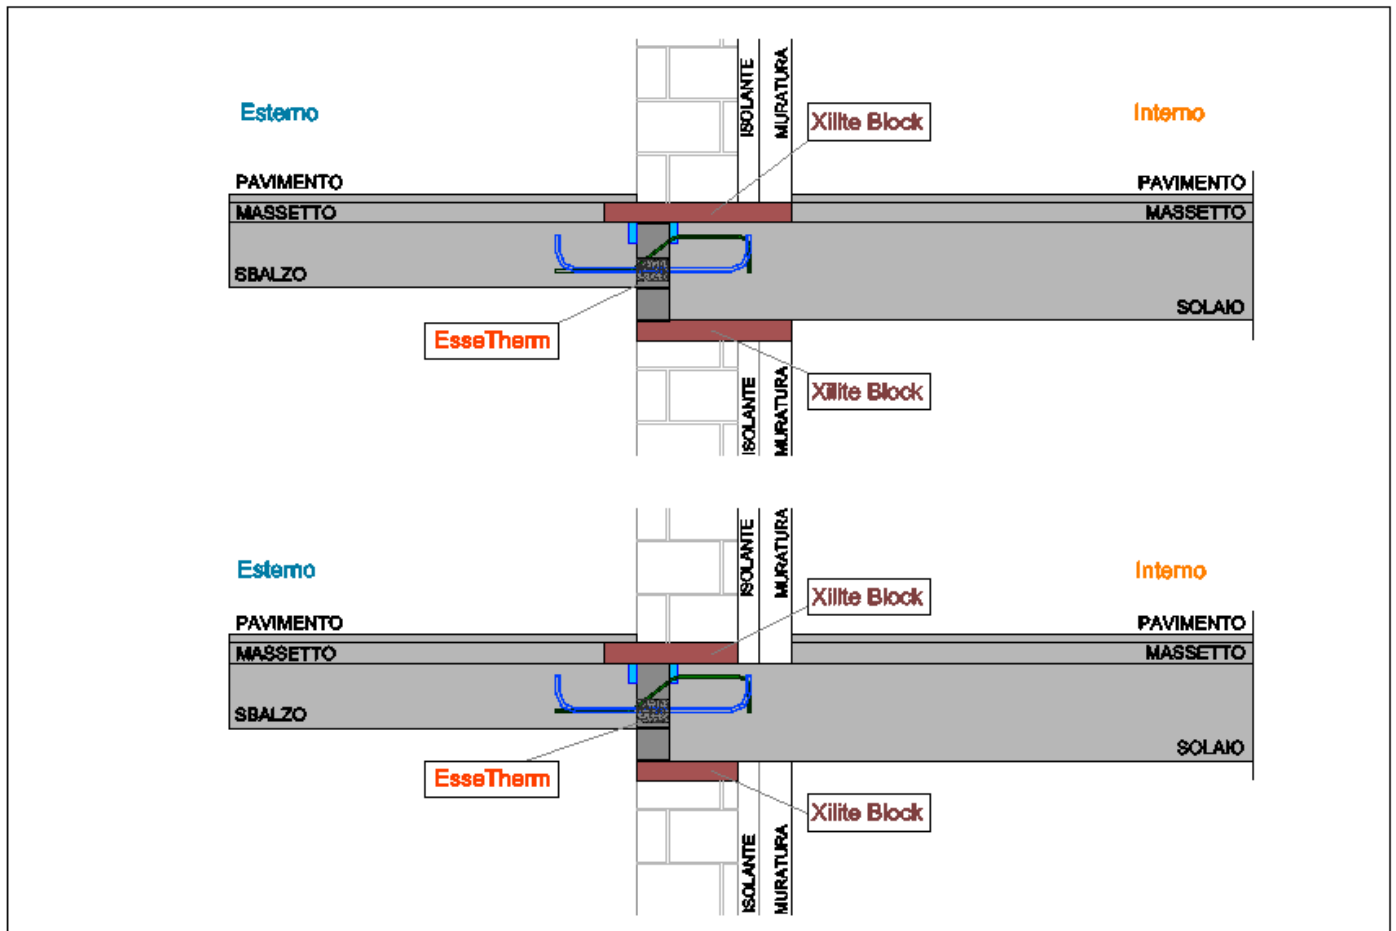 ISOLANTE
MURATURA
Esterno
Xilite Block
Interno
PAVIMENTO
PAVIMENTO
MASSETTO
MASSETTO
SBALZO
SOLAIO
EsseTherm
Xilite Block
ISOLANTE
MURATURA
ISOLANTE
MURATURA
Esterno
Xilite Block
Interno
PAVIMENTO
PAVIMENTO
MASSETTO
MASSETTO
SBALZO
SOLAIO
EsseTherm
Xilite Block
ISOLANTE
MURATURA